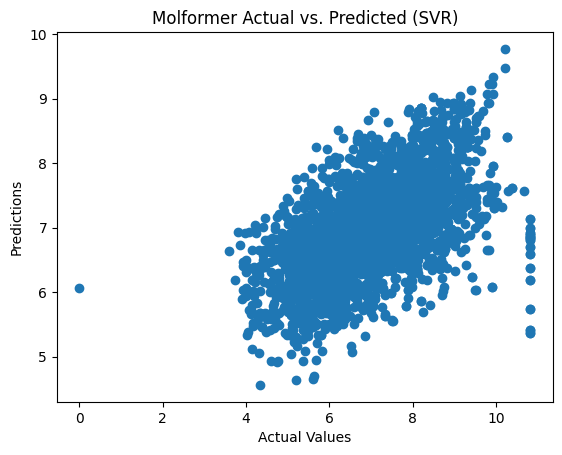 Molformer Actual vs. Predicted (SVR)
10
9
8
7
6
5
Predictions
0 2 4 6 8 10
Actual Values